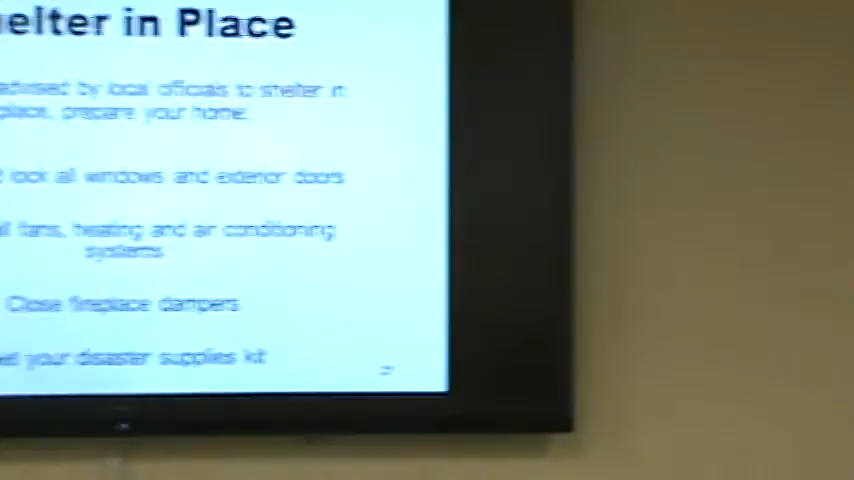 elter in Place
advised by local officials to shelter in
place, prepare your home.
lock all windows and exterior doors
fans, heating and air conditioning
systems
Close fireplace dampers
your disaster supplies kit